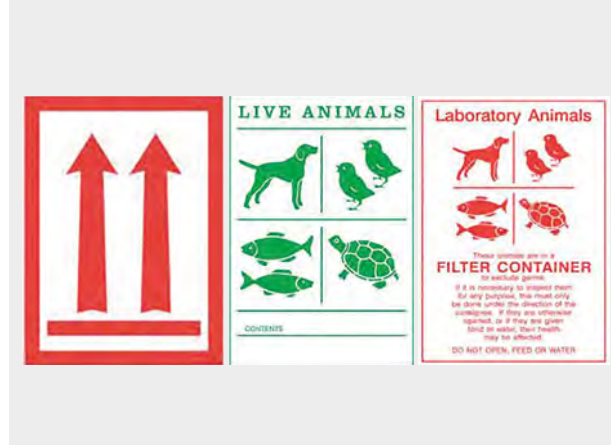 LIVE ANIMALS
CONTENTS
Laboratory Animals
These animals are in a
FILTER CONTAINER
to exclude germs.
If it is necessary to inspect them
for any purpose, this must only
be done under the direction of the
consignee. If they are otherwise
opened, or if they are given
food or water, their health
may be affected.
DO NOT OPEN, FEED OR WATER